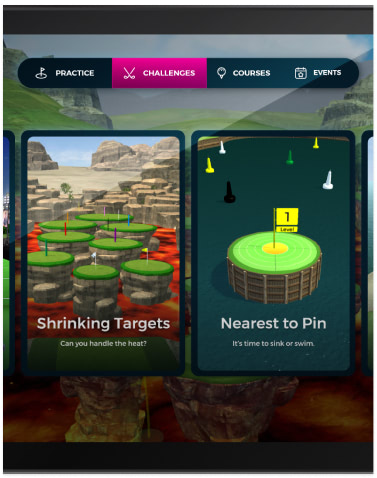 PRACTICE
CHALLENGES
COURSES
EVENTS
Shrinking Targets
Can you handle the heat?
1
Level
Nearest to Pin
It's time to sink or swim.